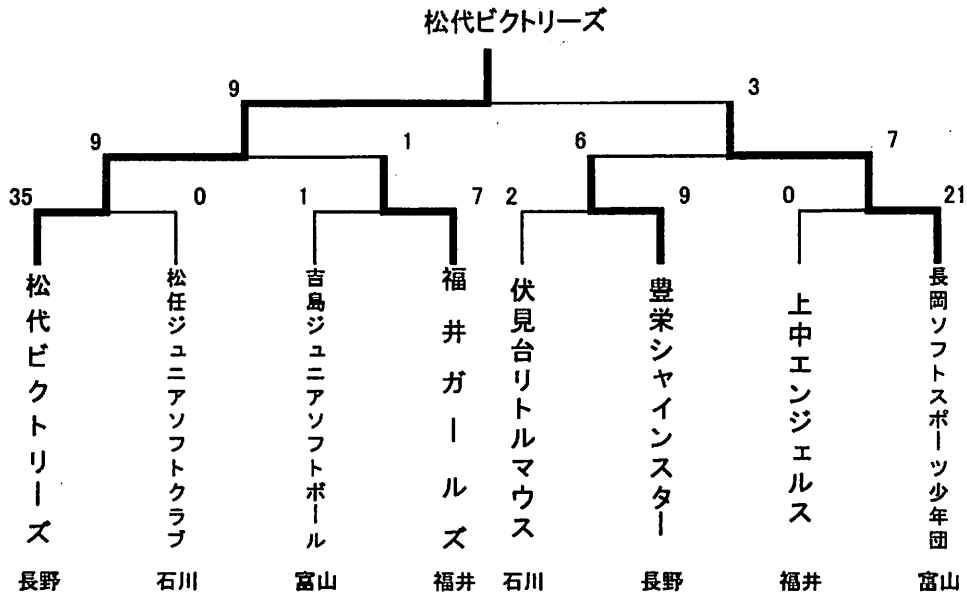 松代ビクトリーズ
9
3
9
1
6
7
35
0
1
7
2
9
0
21
松代ビクトリーズ
松任ジュニアソフトクラブ
吉島ジュニアソフトボール
福井ガールズ
伏見台リトルマウス
豊栄シャインスター
上中エンジェルス
長岡ソフトスポーツ少年団
長野
石川
富山
福井
石川
長野
福井
富山